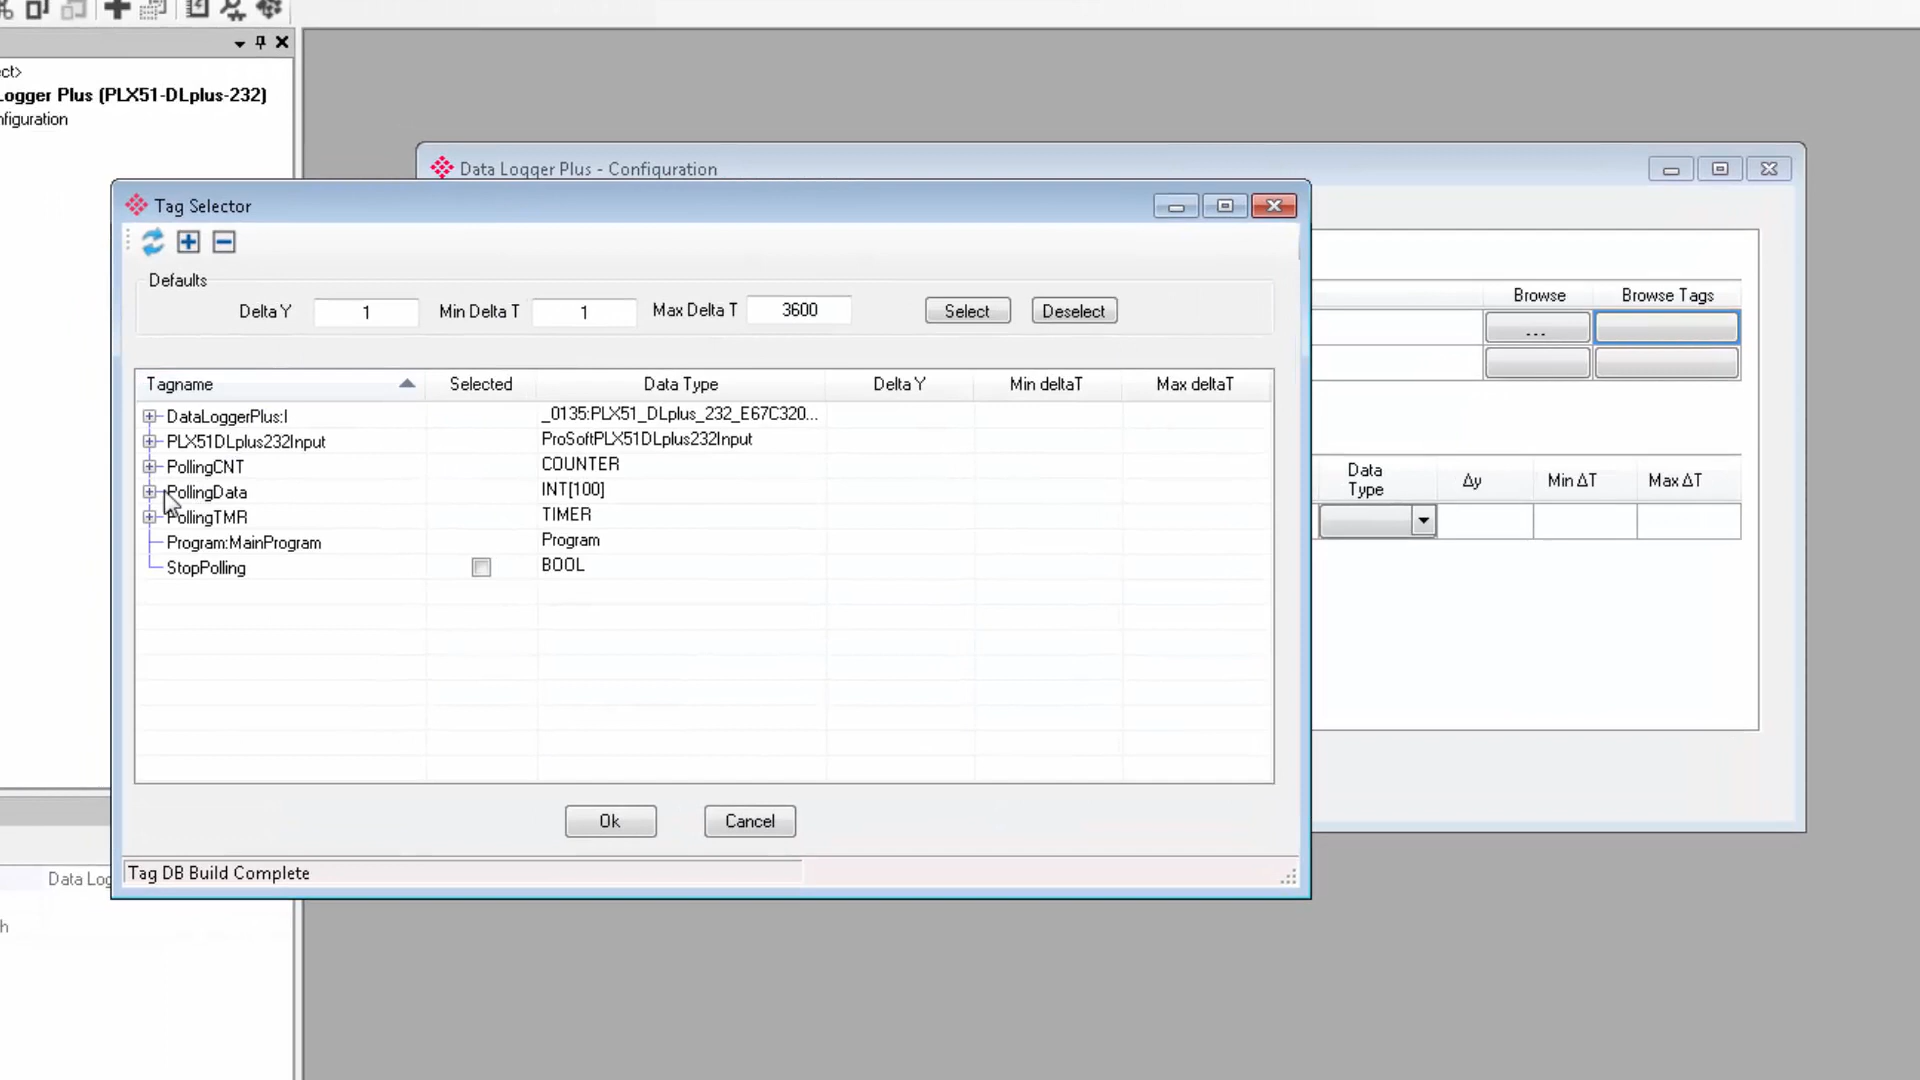 ect>
Logger Plus (PLX51-DLplus-232)
nfiguration
Data Logger Plus - Configuration
Tag Selector
Defaults
Delta Y 1 Min Delta T 1 Max Delta T 3600 Select Deselect
Browse Browse Tags
...
Tagname Selected Data Type Delta Y Min deltaT Max deltaT
DataLoggerPlus:I _0135:PLX51_DLplus_232_E67C320...
PLX51DLplus232Input ProSoftPLX51DLplus232Input
PollingCNT COUNTER
PollingData INT[100]
PollingTMR TIMER
Program:MainProgram Program
StopPolling BOOL
Data Type Δy Min ΔT Max ΔT
Ok Cancel
Tag DB Build Complete
Data Log
h